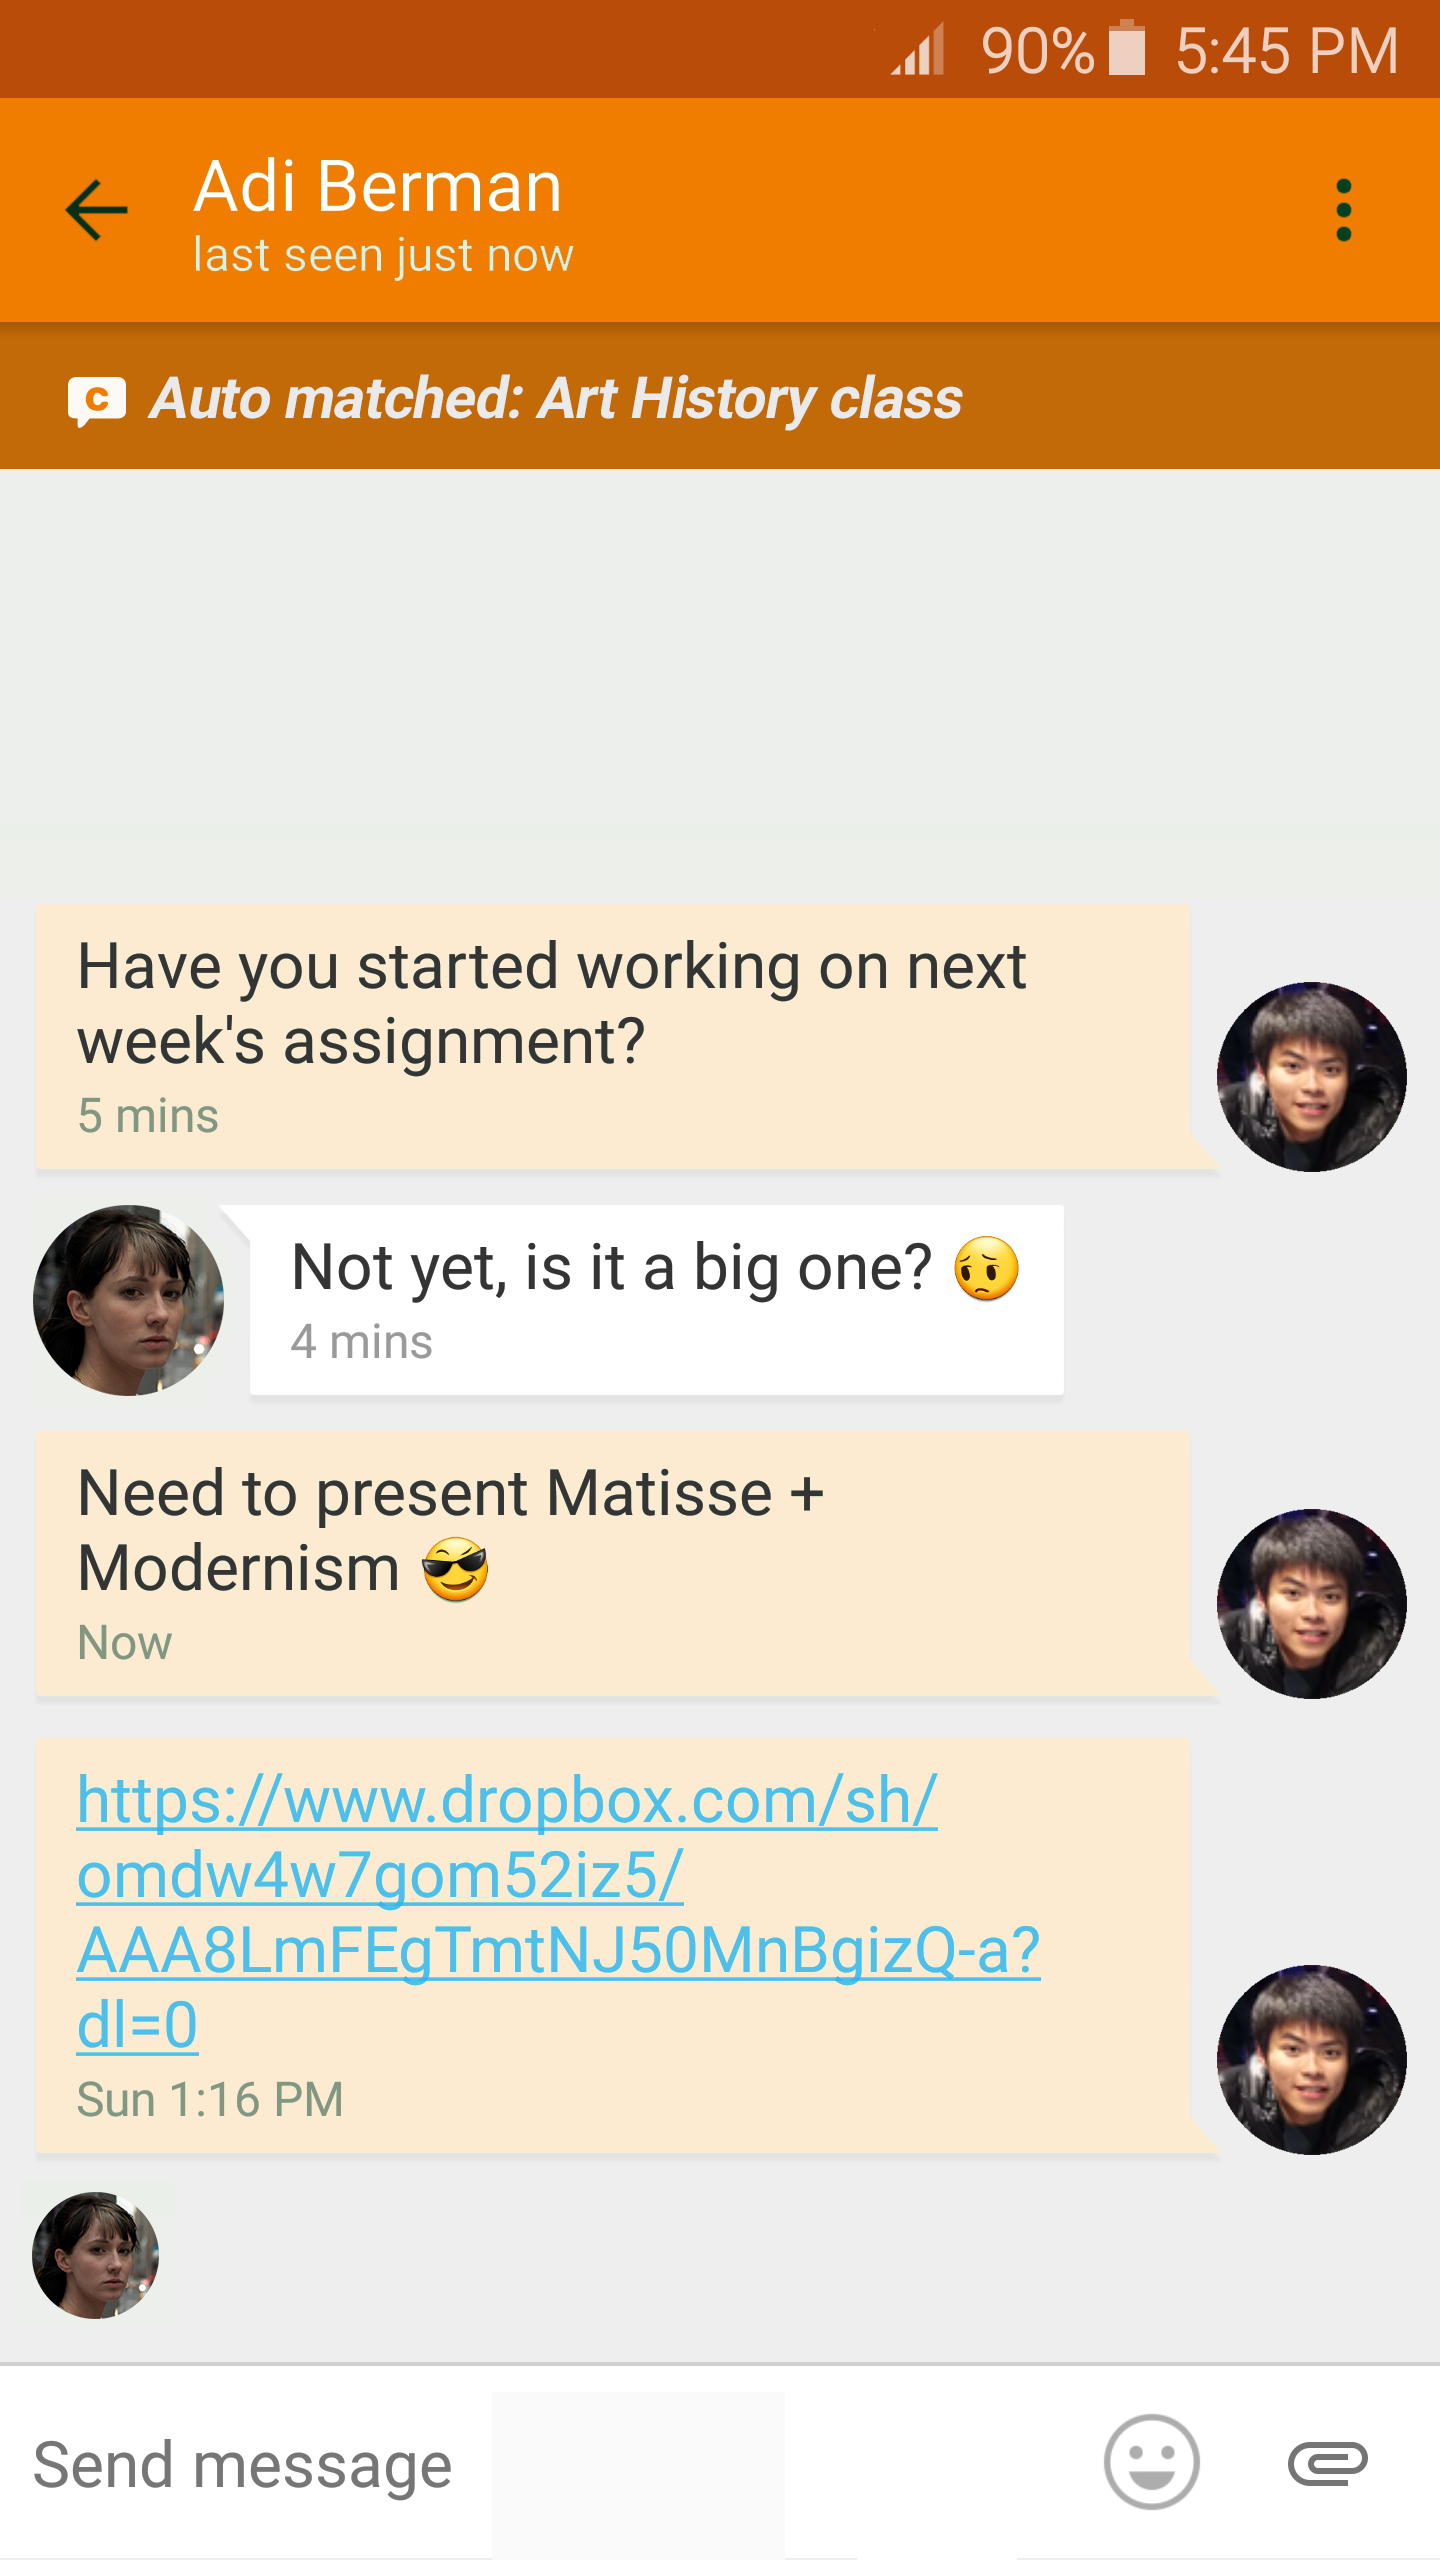 90% 5:45 PM
Adi Berman
last seen just now
C Auto matched: Art History class
Have you started working on next
week's assignment?
5 mins
Not yet, is it a big one? 😔
4 mins
Need to present Matisse +
Modernism 😎
Now
https://www.dropbox.com/sh/
omdw4w7gom52iz5/
AAA8LmFEgTmtNJ50MnBgizQ-a?
dl=0
Sun 1:16 PM
Send message